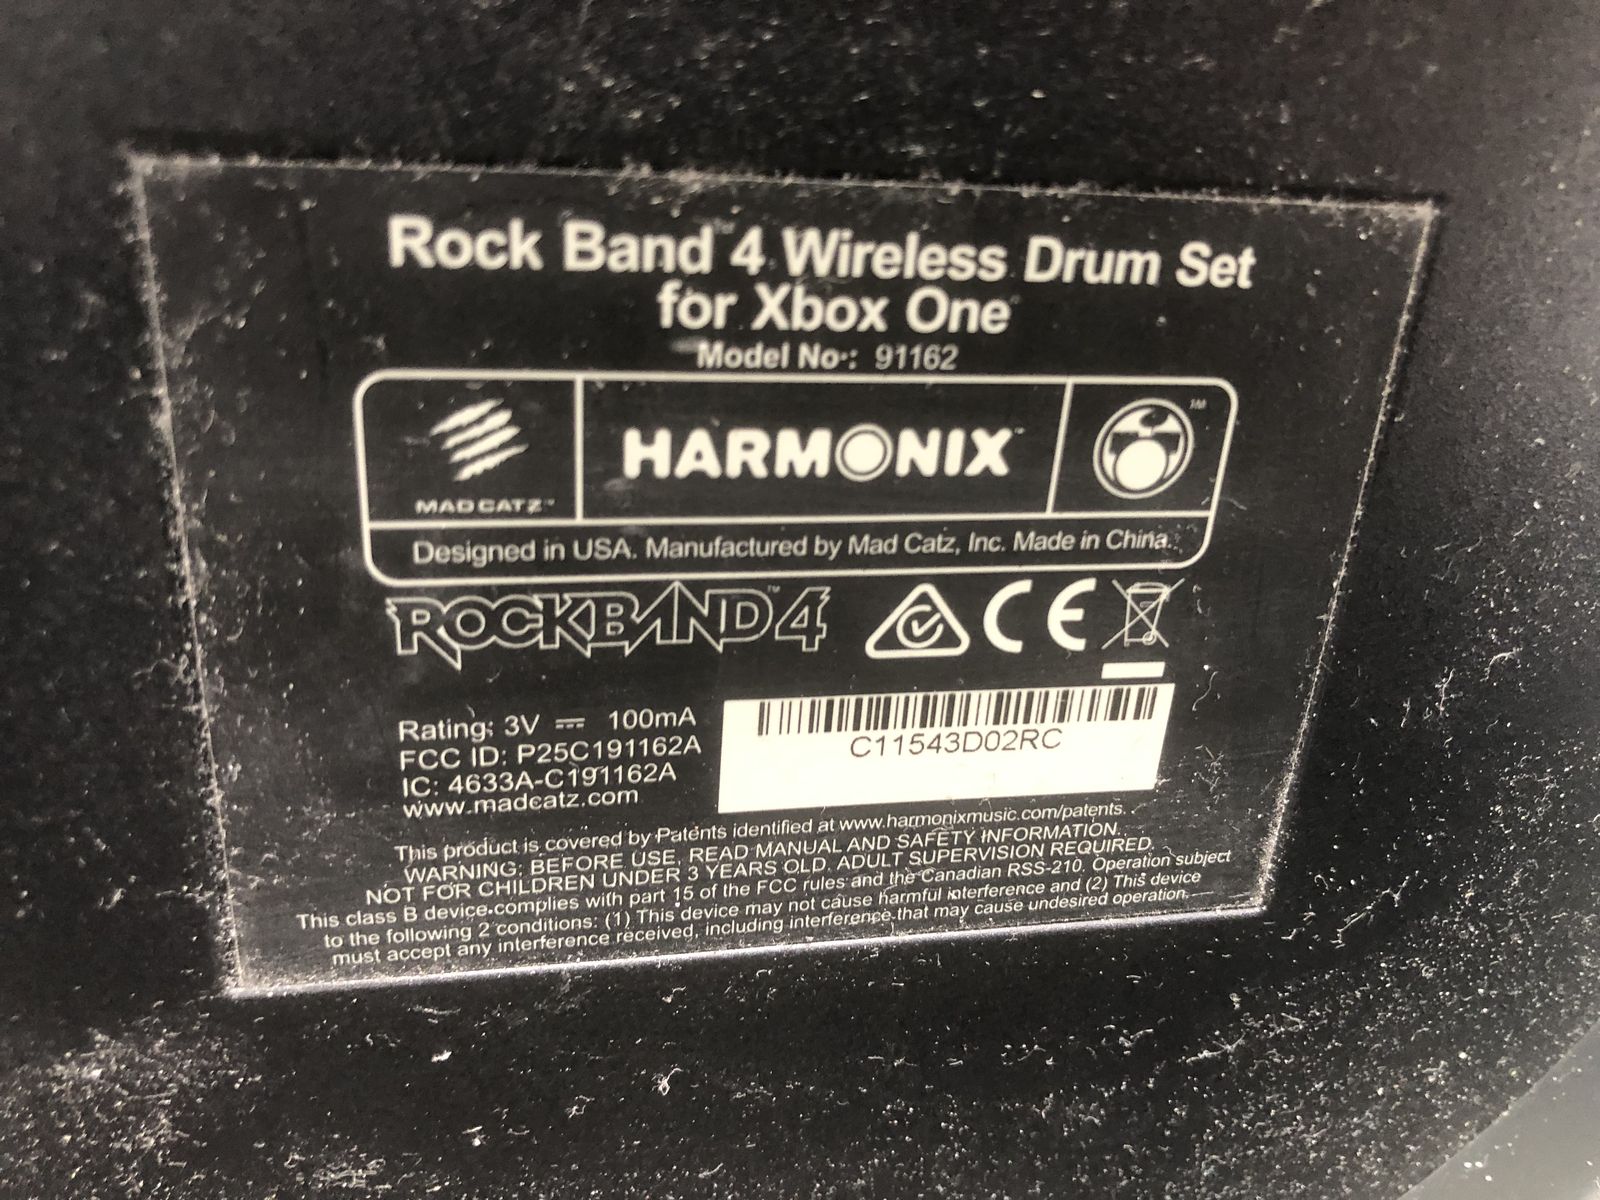 Rock Band™ 4 Wireless Drum Set
for Xbox One
Model No.: 91162
MAD CATZ™
HARMONIX™
™
Designed in USA. Manufactured by Mad Catz, Inc. Made in China.
ROCKBAND™4
CE
Rating: 3V ⎓ 100mA
FCC ID: P25C191162A
IC: 4633A-C191162A
www.madcatz.com
C11543D02RC
This product is covered by Patents identified at www.harmonixmusic.com/patents.
WARNING: BEFORE USE, READ MANUAL AND SAFETY INFORMATION.
NOT FOR CHILDREN UNDER 3 YEARS OLD. ADULT SUPERVISION REQUIRED.
This class B device complies with part 15 of the FCC rules and the Canadian RSS-210. Operation subject
to the following 2 conditions: (1) This device may not cause harmful interference and (2) This device
must accept any interference received, including interference that may cause undesired operation.